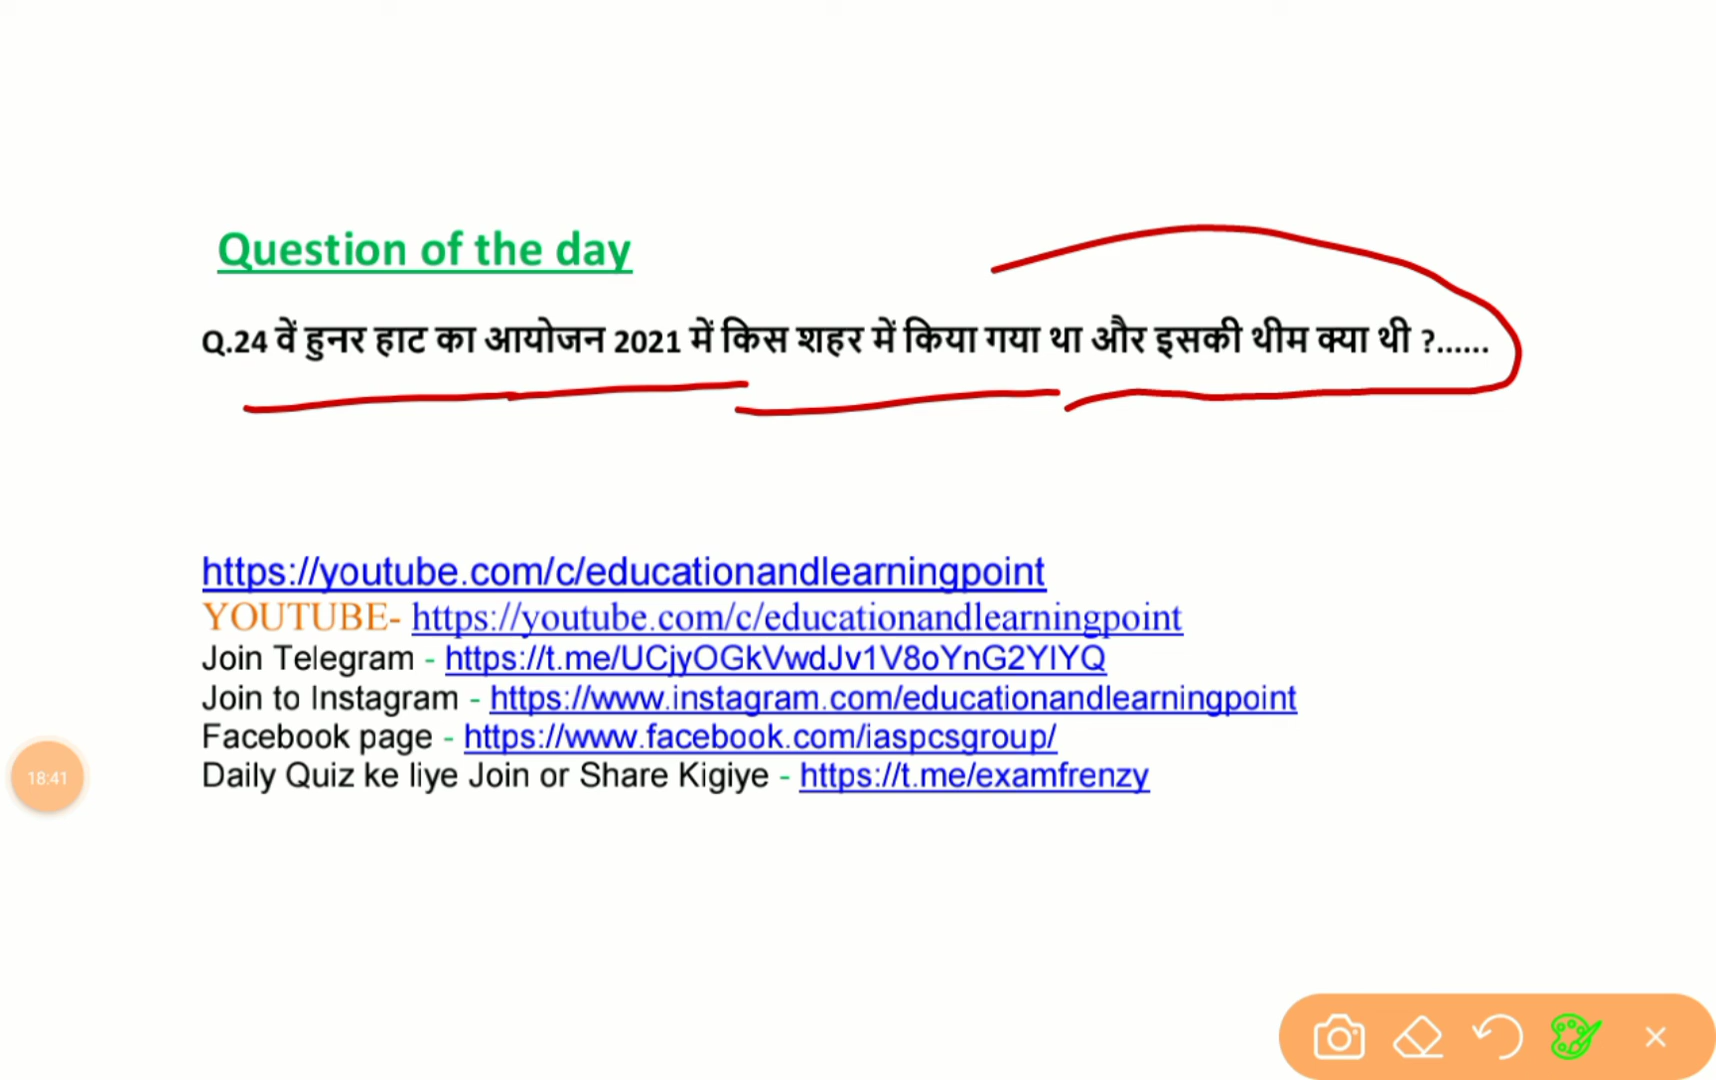 Question of the day
Q.24 वें हुनर हाट का आयोजन 2021 में किस शहर में किया गया था और इसकी थीम क्या थी ?......
https://youtube.com/c/educationandlearningpoint
YOUTUBE- https://youtube.com/c/educationandlearningpoint
Join Telegram - https://t.me/UCjyOGkVwdJv1V8oYnG2YlYQ
Join to Instagram - https://www.instagram.com/educationandlearningpoint
Facebook page - https://www.facebook.com/iaspcsgroup/
Daily Quiz ke liye Join or Share Kigiye - https://t.me/examfrenzy
18:41